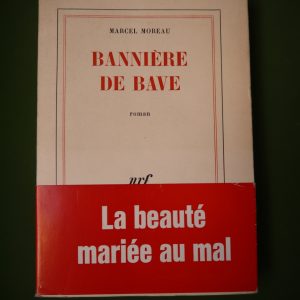 MARCEL MOREAU
BANNIÈRE
DE BAVE
roman
nrf
La beauté
mariée au mal